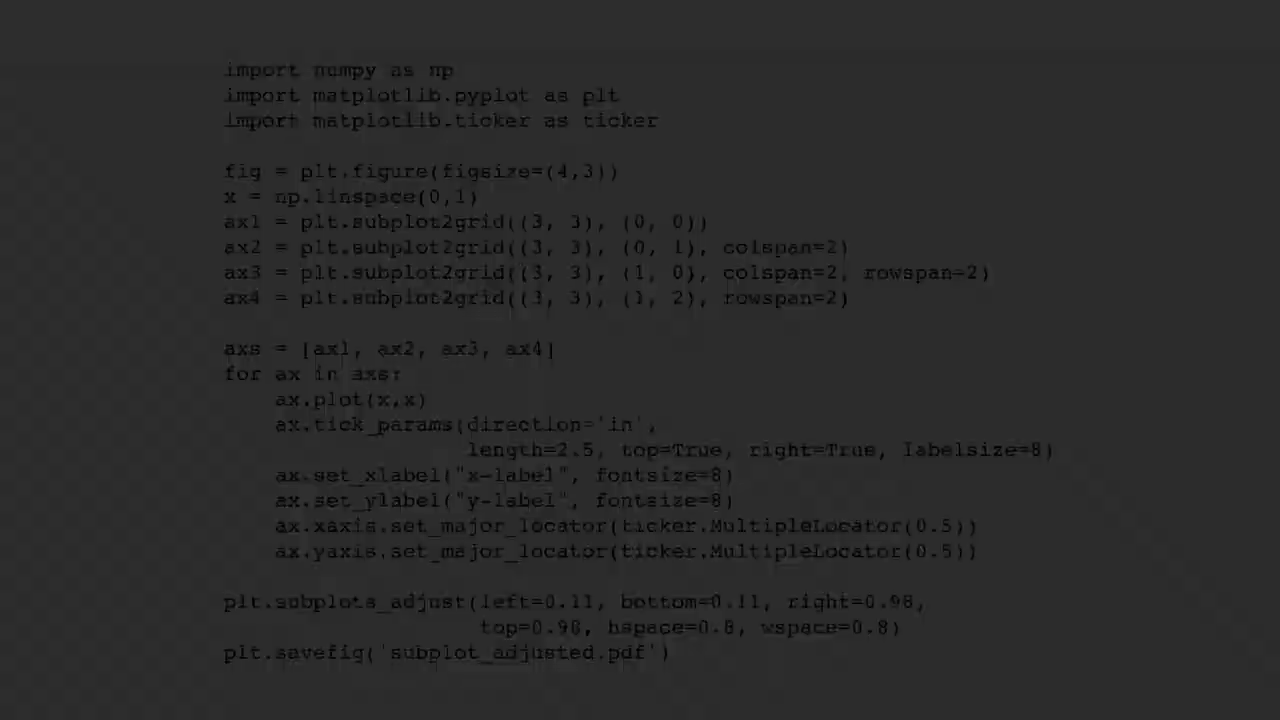 import numpy as np
import matplotlib.pyplot as plt
import matplotlib.ticker as ticker
fig = plt.figure(figsize=(4,3))
x = np.linspace(0,1)
ax1 = plt.subplot2grid((3, 3), (0, 0))
ax2 = plt.subplot2grid((3, 3), (0, 1), colspan=2)
ax3 = plt.subplot2grid((3, 3), (1, 0), colspan=2, rowspan=2)
ax4 = plt.subplot2grid((3, 3), (1, 2), rowspan=2)
axs = [ax1, ax2, ax3, ax4]
for ax in axs:
    ax.plot(x,x)
    ax.tick_params(direction='in',
                   length=2.5, top=True, right=True, labelsize=8)
    ax.set_xlabel("x-label", fontsize=8)
    ax.set_ylabel("y-label", fontsize=8)
    ax.xaxis.set_major_locator(ticker.MultipleLocator(0.5))
    ax.yaxis.set_major_locator(ticker.MultipleLocator(0.5))
plt.subplots_adjust(left=0.11, bottom=0.11, right=0.98,
                    top=0.98, hspace=0.8, wspace=0.8)
plt.savefig('subplot_adjusted.pdf')